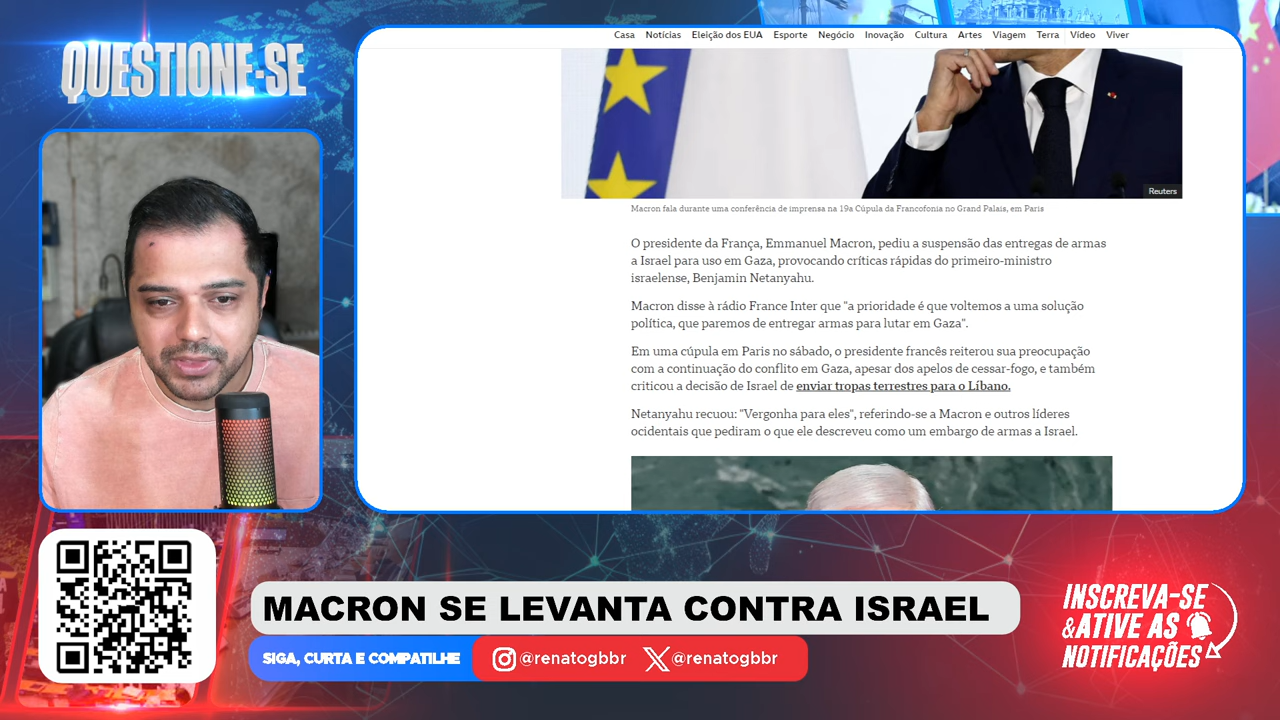 QUESTIONE-SE
Casa Notícias Eleição dos EUA Esporte Negócio Inovação Cultura Artes Viagem Terra Vídeo Viver
Reuters
Macron fala durante uma conferência de imprensa na 19a Cúpula da Francofonia no Grand Palais, em Paris
O presidente da França, Emmanuel Macron, pediu a suspensão das entregas de armas
a Israel para uso em Gaza, provocando críticas rápidas do primeiro-ministro
israelense, Benjamin Netanyahu.
Macron disse à rádio France Inter que "a prioridade é que voltemos a uma solução
política, que paremos de entregar armas para lutar em Gaza".
Em uma cúpula em Paris no sábado, o presidente francês reiterou sua preocupação
com a continuação do conflito em Gaza, apesar dos apelos de cessar-fogo, e também
criticou a decisão de Israel de enviar tropas terrestres para o Líbano.
Netanyahu recuou: "Vergonha para eles", referindo-se a Macron e outros líderes
ocidentais que pediram o que ele descreveu como um embargo de armas a Israel.
MACRON SE LEVANTA CONTRA ISRAEL
SIGA, CURTA E COMPATILHE @renatogbbr @renatogbbr
INSCREVA-SE
&ATIVE AS
NOTIFICAÇÕES